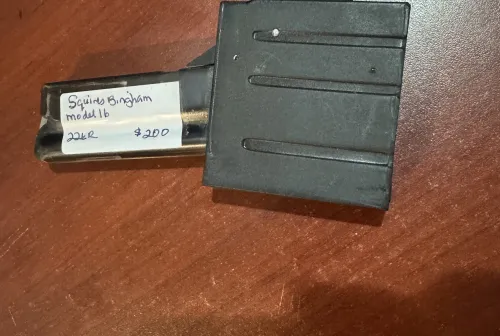 Squires Bingham
model 16
22LR $200